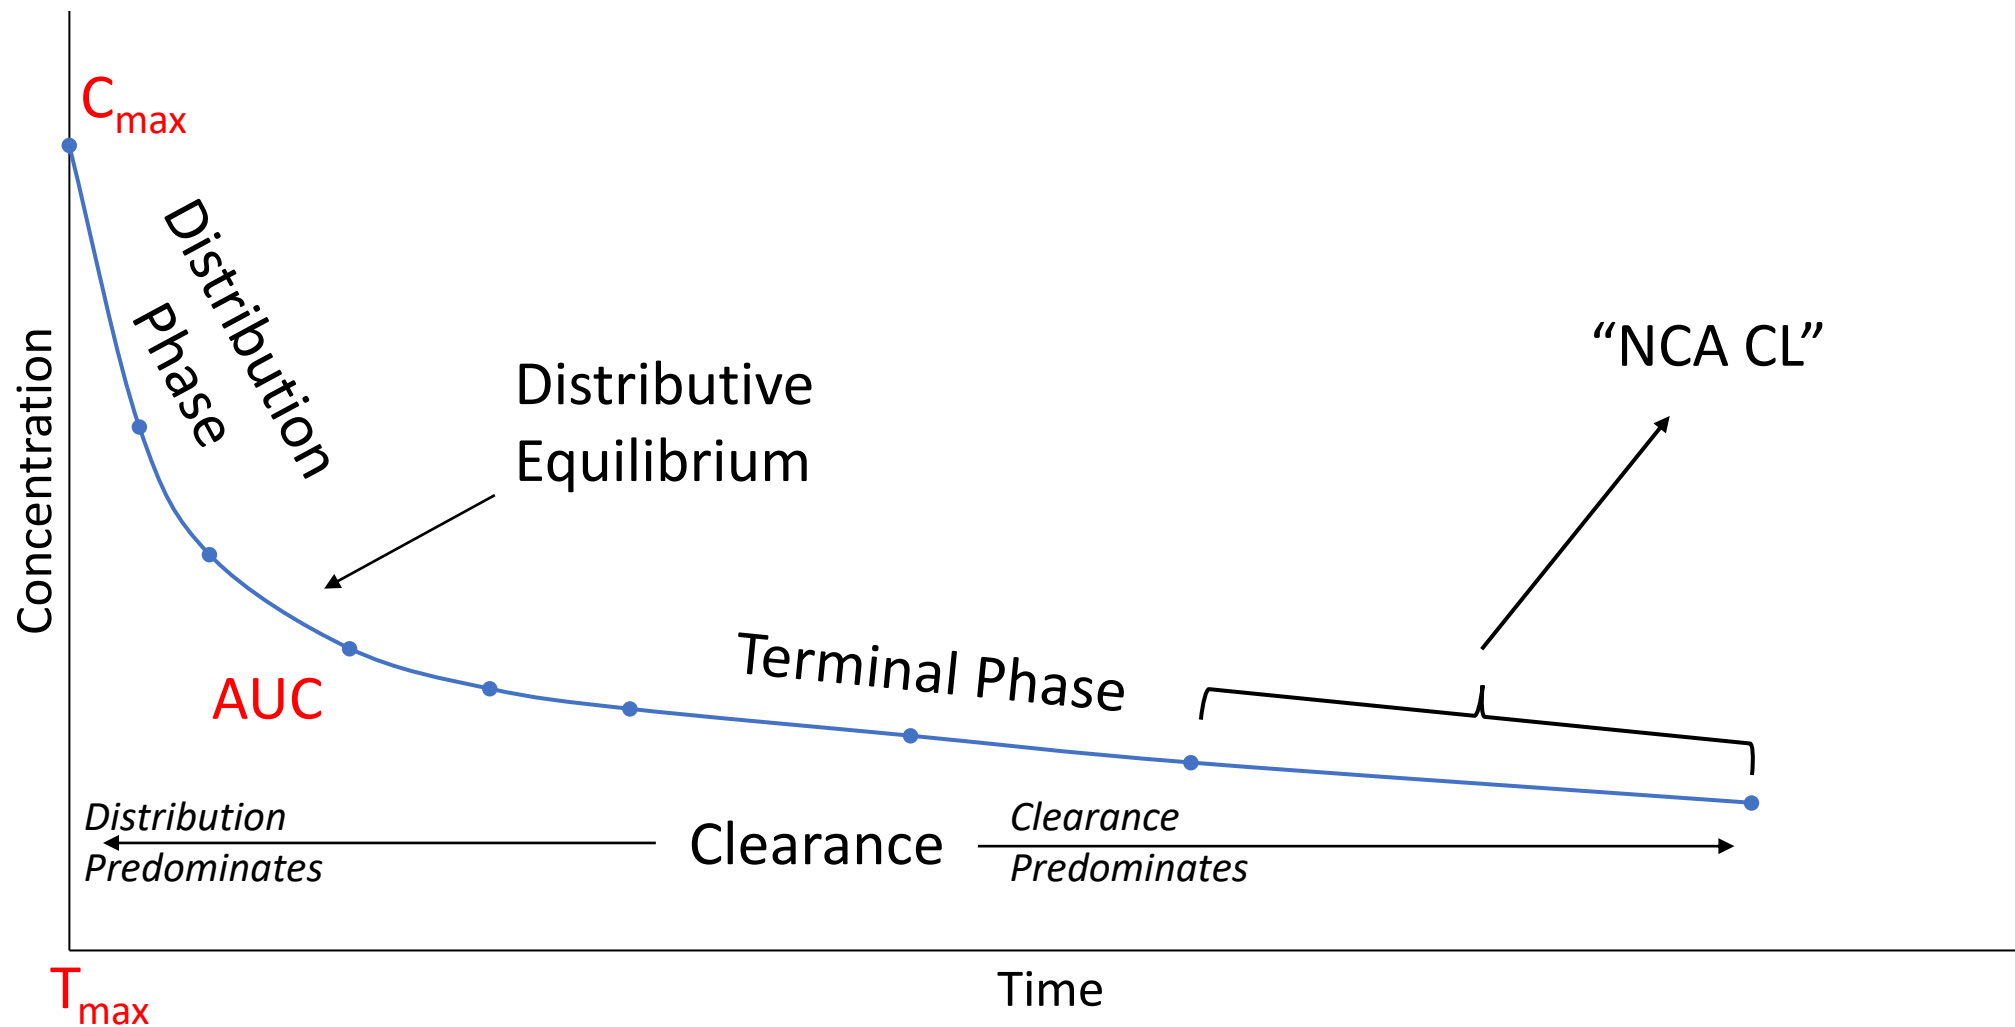 Cmax
Distribution
Phase
Concentration
Distributive
Equilibrium
“NCA CL”
Terminal Phase
AUC
Distribution
Predominates
Clearance
Clearance
Predominates
Tmax
Time